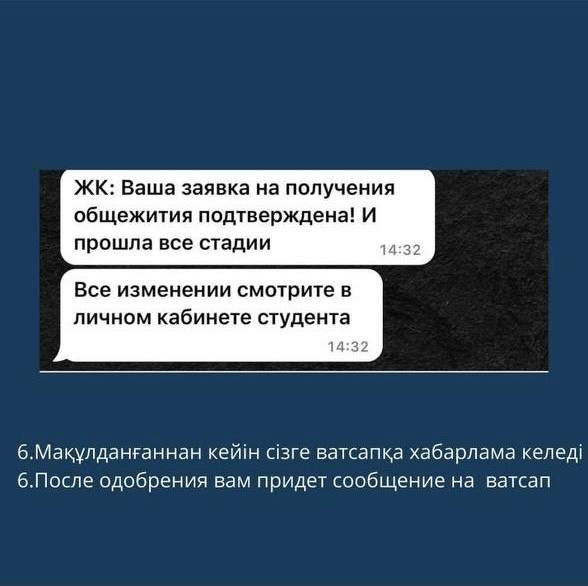 ЖК: Ваша заявка на получения
общежития подтверждена! И
прошла все стадии
14:32
Все изменении смотрите в
личном кабинете студента
14:32
6.Мақұлданғаннан кейін сізге ватсапқа хабарлама келеді
6.После одобрения вам придет сообщение на ватсап